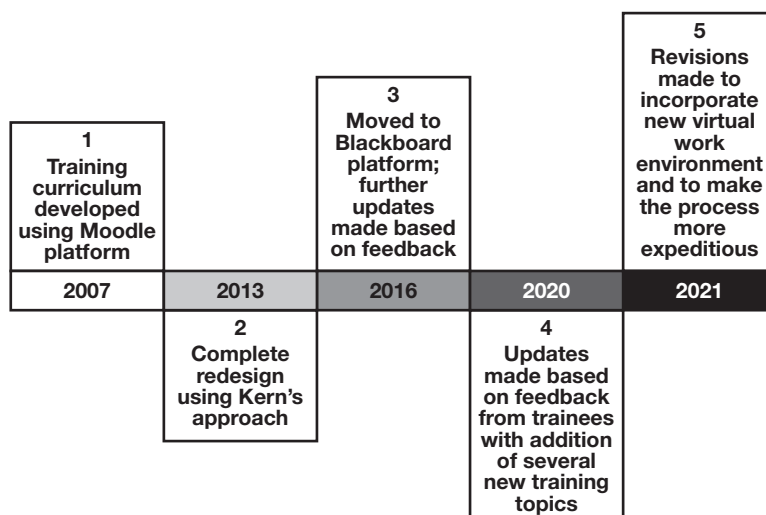 1
Training
curriculum
developed
using Moodle
platform
3
Moved to
Blackboard
platform;
further
updates
made based
on feedback
5
Revisions
made to
incorporate
new virtual
work
environment
and to make
the process
more
expeditious
2007
2013
2016
2020
2021
2
Complete
redesign
using Kern's
approach
4
Updates
made based
on feedback
from trainees
with addition
of several
new training
topics